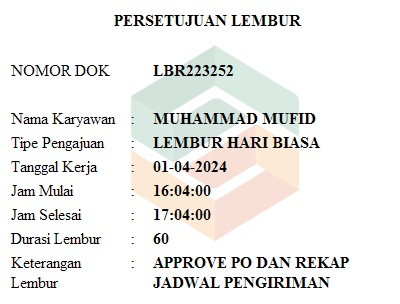 PERSETUJUAN LEMBUR
NOMOR DOK LBR223252
Nama Karyawan : MUHAMMAD MUFID
Tipe Pengajuan : LEMBUR HARI BIASA
Tanggal Kerja : 01-04-2024
Jam Mulai : 16:04:00
Jam Selesai : 17:04:00
Durasi Lembur : 60
Keterangan : APPROVE PO DAN REKAP
Lembur JADWAL PENGIRIMAN